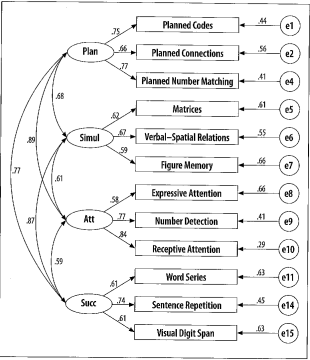 .75 Planned Codes .44 e1
Plan .66 Planned Connections .56 e2
.77 Planned Number Matching .41 e4
.68
.62 Matrices .61 e5
.89 Simul .67 Verbal–Spatial Relations .55 e6
.59 Figure Memory .66 e7
.77 .61
.87 .58 Expressive Attention .66 e8
Att .77 Number Detection .41 e9
.84 Receptive Attention .29 e10
.59
.61 Word Series .63 e11
Succ .74 Sentence Repetition .45 e14
.61 Visual Digit Span .63 e15